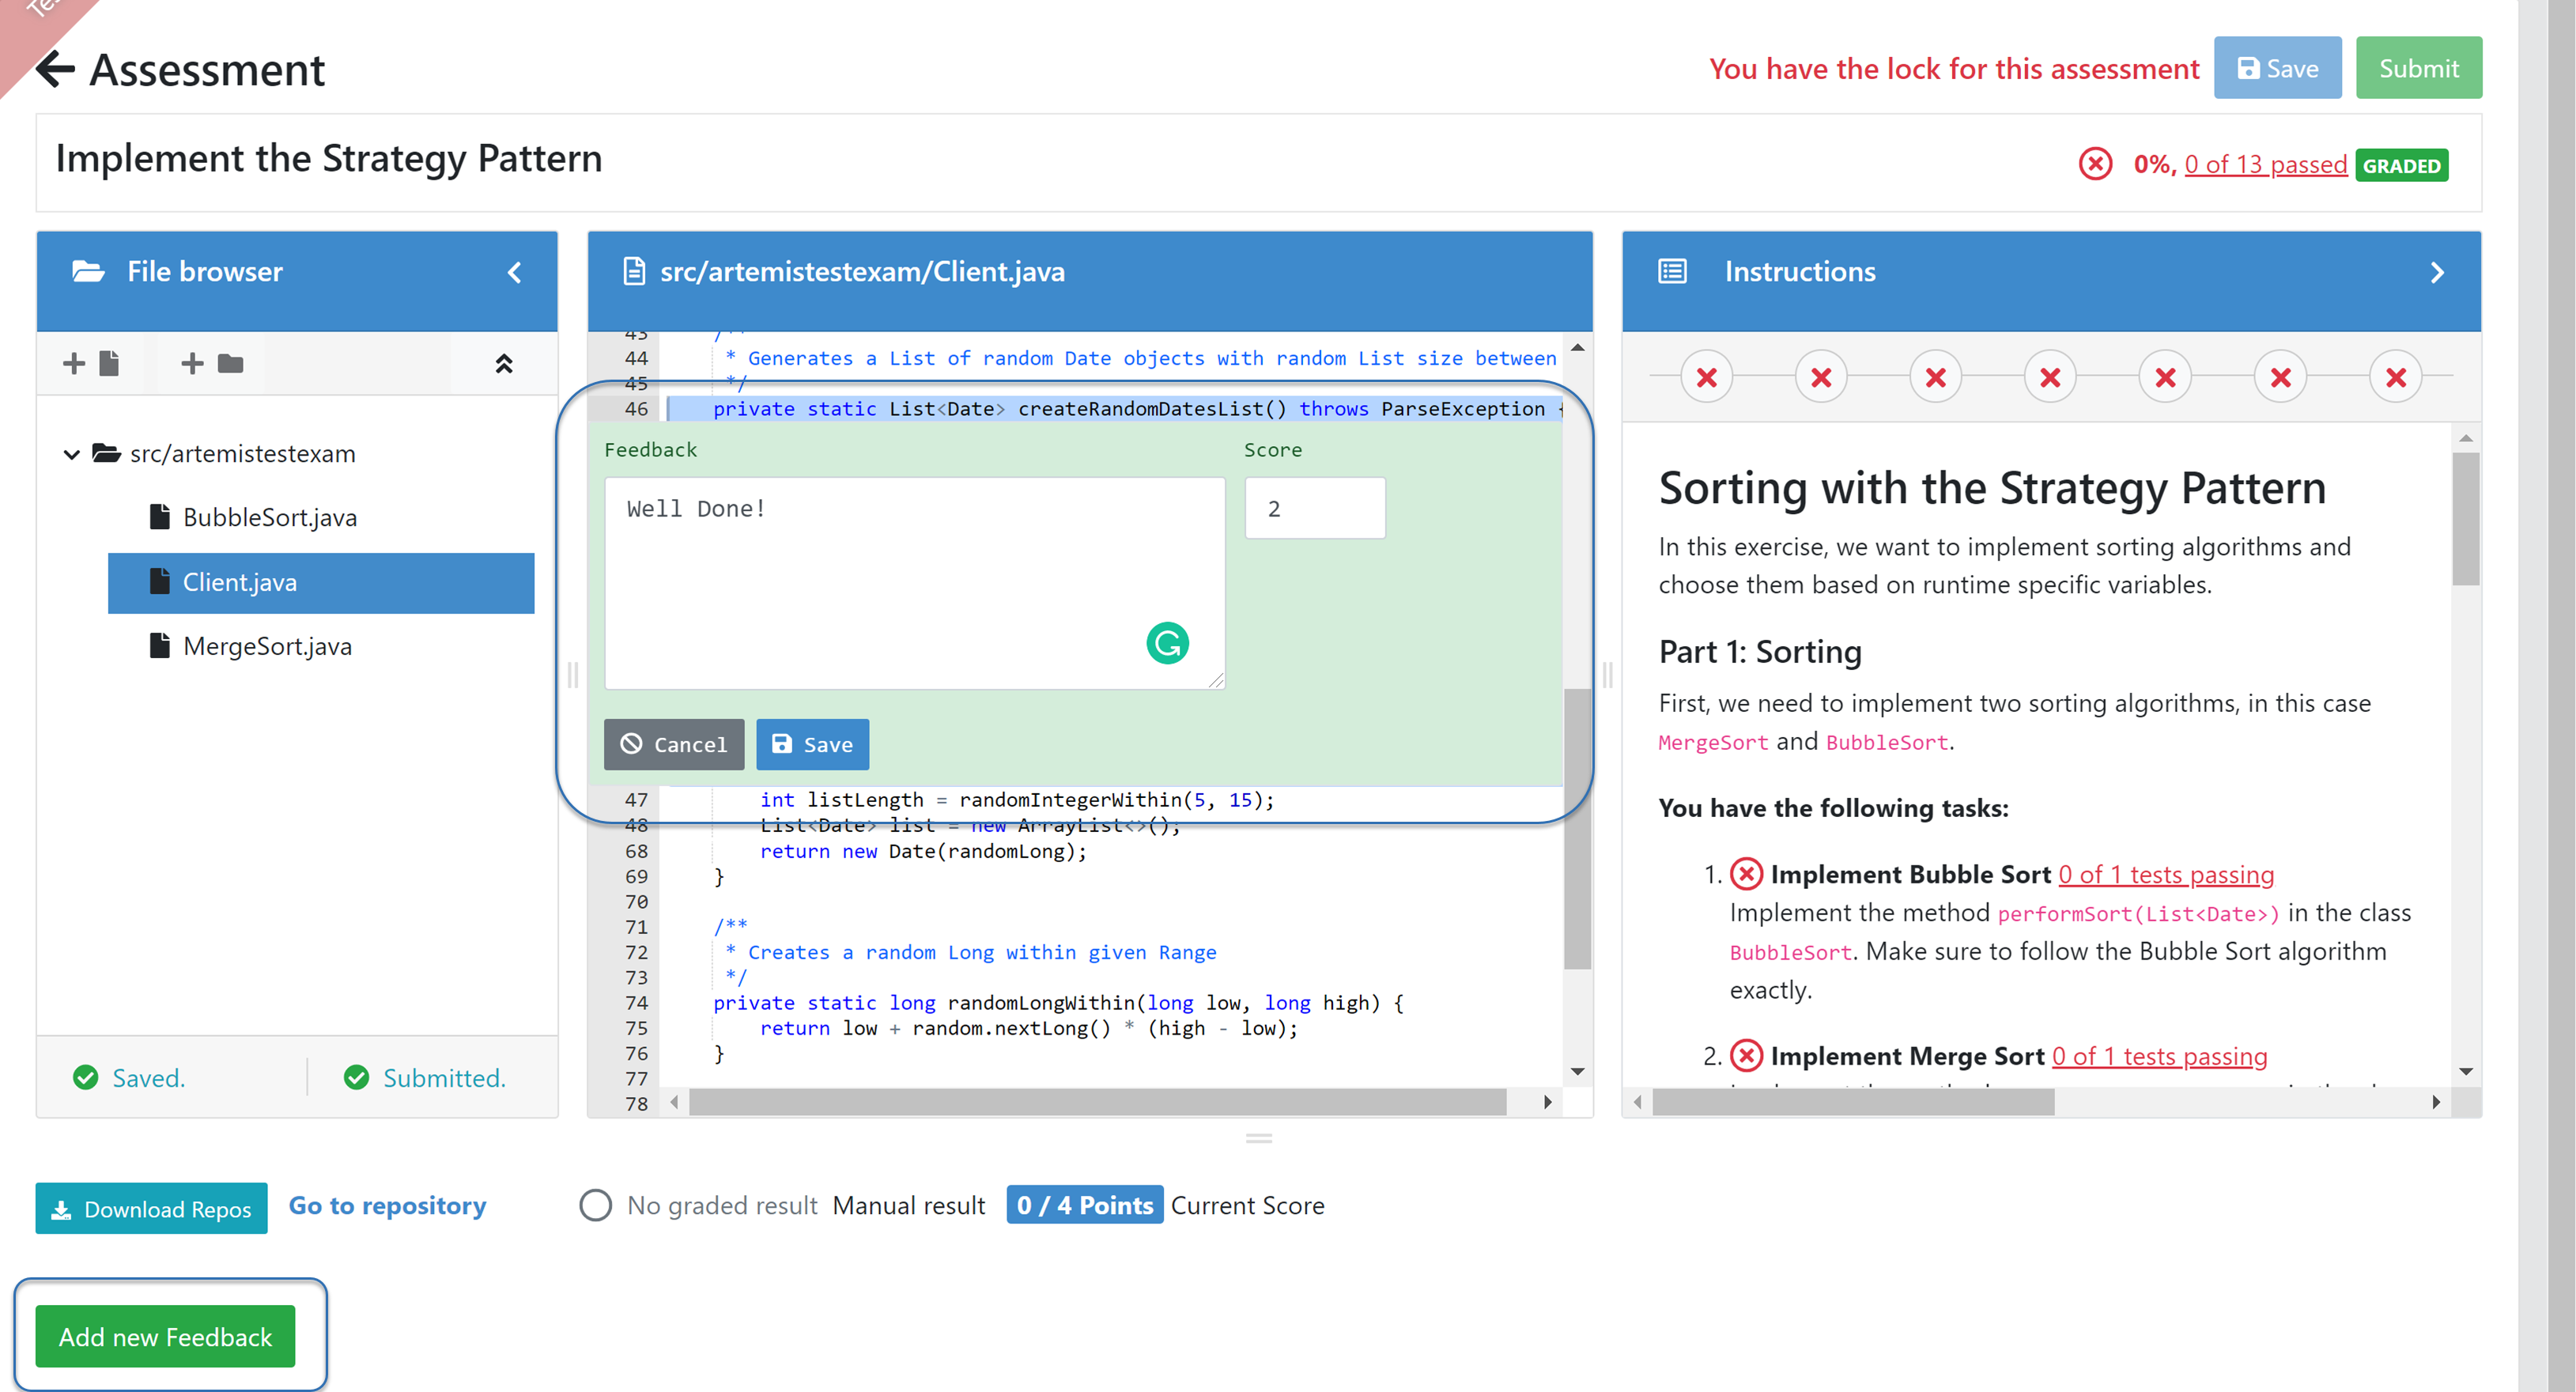 Assessment
You have the lock for this assessment Save Submit
Implement the Strategy Pattern
0%, 0 of 13 passed GRADED
File browser
src/artemistestexam
BubbleSort.java
Client.java
MergeSort.java
Saved. Submitted.
src/artemistestexam/Client.java
43 /**
44 * Generates a List of random Date objects with random List size between
45 */
46 private static List<Date> createRandomDatesList() throws ParseException {
Feedback Score
Well Done! 2
Cancel Save
47 int listLength = randomIntegerWithin(5, 15);
48 List<Date> list = new ArrayList<>();
68 return new Date(randomLong);
69 }
70
71 /**
72 * Creates a random Long within given Range
73 */
74 private static long randomLongWithin(long low, long high) {
75 return low + random.nextLong() * (high - low);
76 }
77
78
Instructions
Sorting with the Strategy Pattern
In this exercise, we want to implement sorting algorithms and
choose them based on runtime specific variables.
Part 1: Sorting
First, we need to implement two sorting algorithms, in this case
MergeSort and BubbleSort.
You have the following tasks:
1. Implement Bubble Sort 0 of 1 tests passing
Implement the method performSort(List<Date>) in the class
BubbleSort. Make sure to follow the Bubble Sort algorithm
exactly.
2. Implement Merge Sort 0 of 1 tests passing
Download Repos Go to repository No graded result Manual result 0 / 4 Points Current Score
Add new Feedback